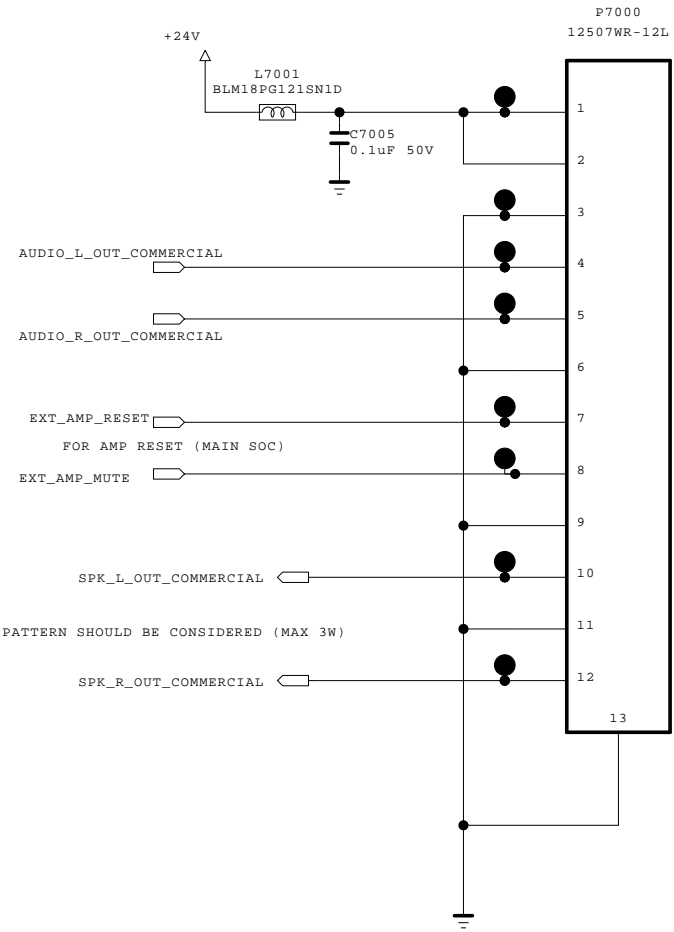 P7000
12507WR-12L
+24V
L7001
BLM18PG121SN1D
1
C7005
0.1uF 50V
2
3
AUDIO_L_OUT_COMMERCIAL
4
5
AUDIO_R_OUT_COMMERCIAL
6
EXT_AMP_RESET
7
FOR AMP RESET (MAIN SOC)
EXT_AMP_MUTE
8
9
SPK_L_OUT_COMMERCIAL
10
PATTERN SHOULD BE CONSIDERED (MAX 3W)
11
SPK_R_OUT_COMMERCIAL
12
13